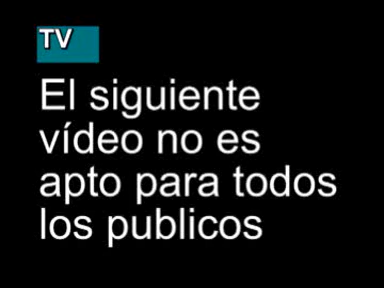 TV
El siguiente
vídeo no es
apto para todos
los publicos